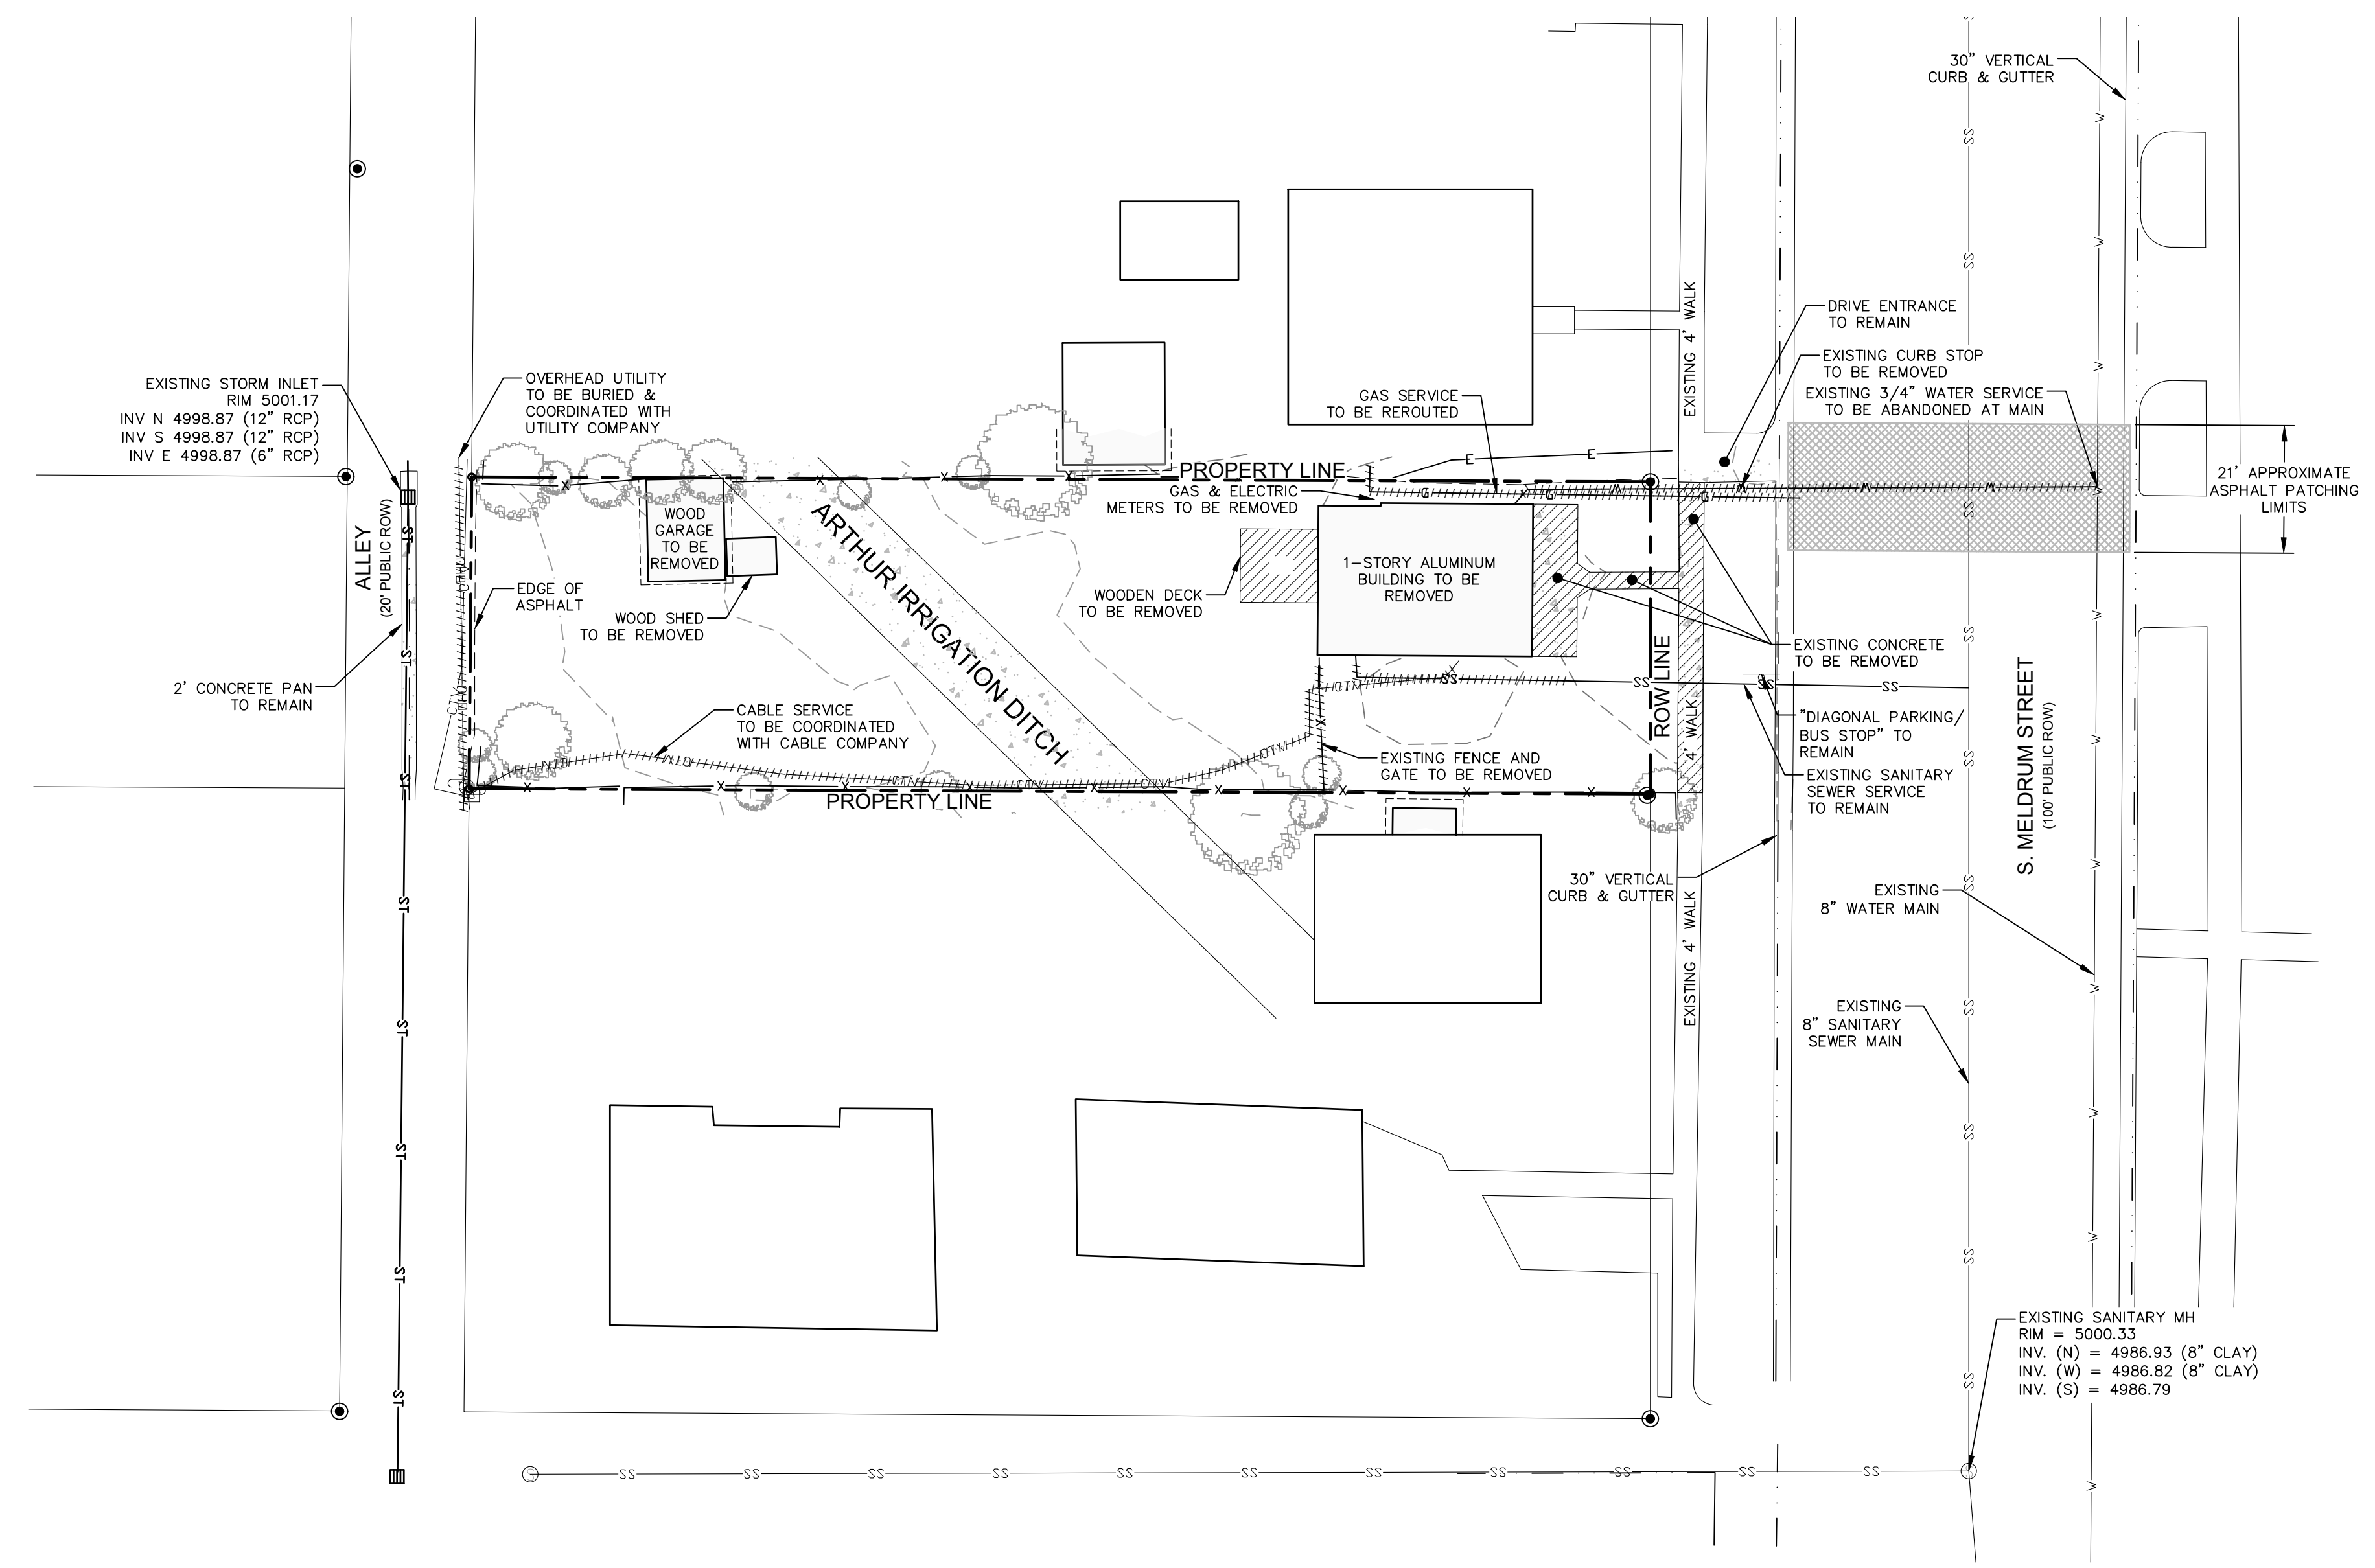 30" VERTICAL
CURB & GUTTER
DRIVE ENTRANCE
TO REMAIN
EXISTING CURB STOP
TO BE REMOVED
EXISTING 3/4" WATER SERVICE
TO BE ABANDONED AT MAIN
21' APPROXIMATE
ASPHALT PATCHING
LIMITS
EXISTING STORM INLET
RIM 5001.17
INV N 4998.87 (12" RCP)
INV S 4998.87 (12" RCP)
INV E 4998.87 (6" RCP)
OVERHEAD UTILITY
TO BE BURIED &
COORDINATED WITH
UTILITY COMPANY
GAS SERVICE
TO BE REROUTED
EXISTING 4' WALK
PROPERTY LINE
GAS & ELECTRIC
METERS TO BE REMOVED
ALLEY
(20' PUBLIC ROW)
WOOD
GARAGE
TO BE
REMOVED
ARTHUR IRRIGATION DITCH
1-STORY ALUMINUM
BUILDING TO BE
REMOVED
WOODEN DECK
TO BE REMOVED
EDGE OF
ASPHALT
WOOD SHED
TO BE REMOVED
EXISTING CONCRETE
TO BE REMOVED
2' CONCRETE PAN
TO REMAIN
CABLE SERVICE
TO BE COORDINATED
WITH CABLE COMPANY
ROW LINE
4' WALK
"DIAGONAL PARKING/
BUS STOP" TO
REMAIN
EXISTING FENCE AND
GATE TO BE REMOVED
EXISTING SANITARY
SEWER SERVICE
TO REMAIN
PROPERTY LINE
S. MELDRUM STREET
(100' PUBLIC ROW)
30" VERTICAL
CURB & GUTTER
EXISTING 4' WALK
EXISTING
8" WATER MAIN
EXISTING
8" SANITARY
SEWER MAIN
EXISTING SANITARY MH
RIM = 5000.33
INV. (N) = 4986.93 (8" CLAY)
INV. (W) = 4986.82 (8" CLAY)
INV. (S) = 4986.79